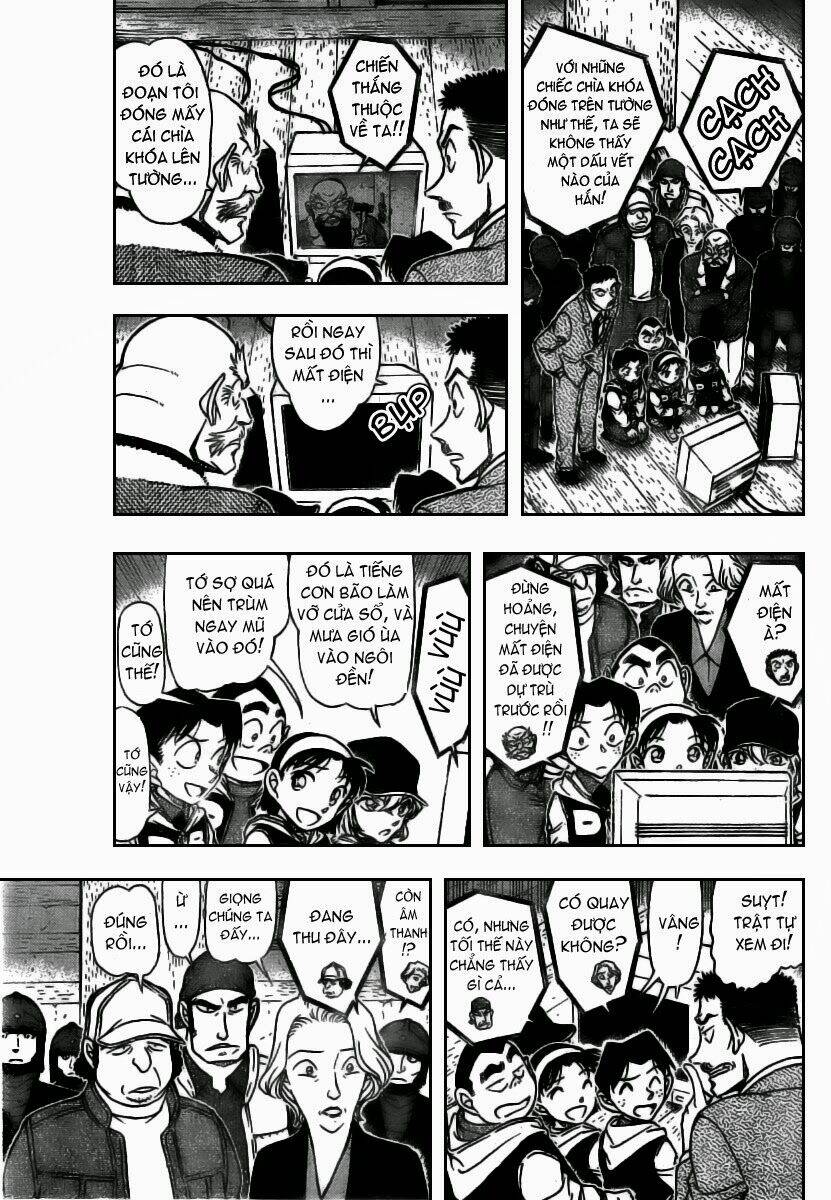 VỚI NHỮNG
CHIẾC CHÌA KHÓA
ĐỒNG TRÊN TƯỜNG
NHƯ THẾ, TA SẼ
KHÔNG THẤY
MỘT DẤU VẾT
NÀO CỦA
HẮN!
CẠCH
CẠCH
CHIẾN
THẮNG
THUỘC
VỀ TA!!
ĐÓ LÀ
ĐOẠN TÔI
ĐÓNG MẤY
CÁI CHÌA
KHÓA LÊN
TƯỜNG...
RỒI NGAY
SAU ĐÓ THÌ
MẤT ĐIỆN
...
BỤP
MẤT
ĐIỆN
À?
ĐỪNG
HOẢNG,
CHUYỆN
MẤT ĐIỆN
ĐÃ ĐƯỢC
DỰ TRÙ
TRƯỚC RỒI
!!
VÙÙ VÙÙ
ĐÓ LÀ TIẾNG
CƠN BÃO LÀM
VỠ CỬA SỔ, VÀ
MƯA GIÓ ÙA
VÀO NGÔI
ĐỀN!
TỚ SỢ QUÁ
NÊN TRÙM
NGAY MŨ
VÀO ĐÓ!
TỚ
CŨNG
THẾ!
TỚ
CŨNG
VẬY!
SUỴT!
TRẬT TỰ
XEM ĐI!
VÂNG!
CÓ QUAY
ĐƯỢC
KHÔNG?
CÓ, NHƯNG
TỐI THẾ NÀY
CHẲNG THẤY
GÌ CẢ...
CÒN
ÂM
THANH
!?
ĐANG
THU ĐÂY...
GIỌNG
CHÚNG TA
ĐẤY...
Ừ
...
ĐÚNG
RỒI...